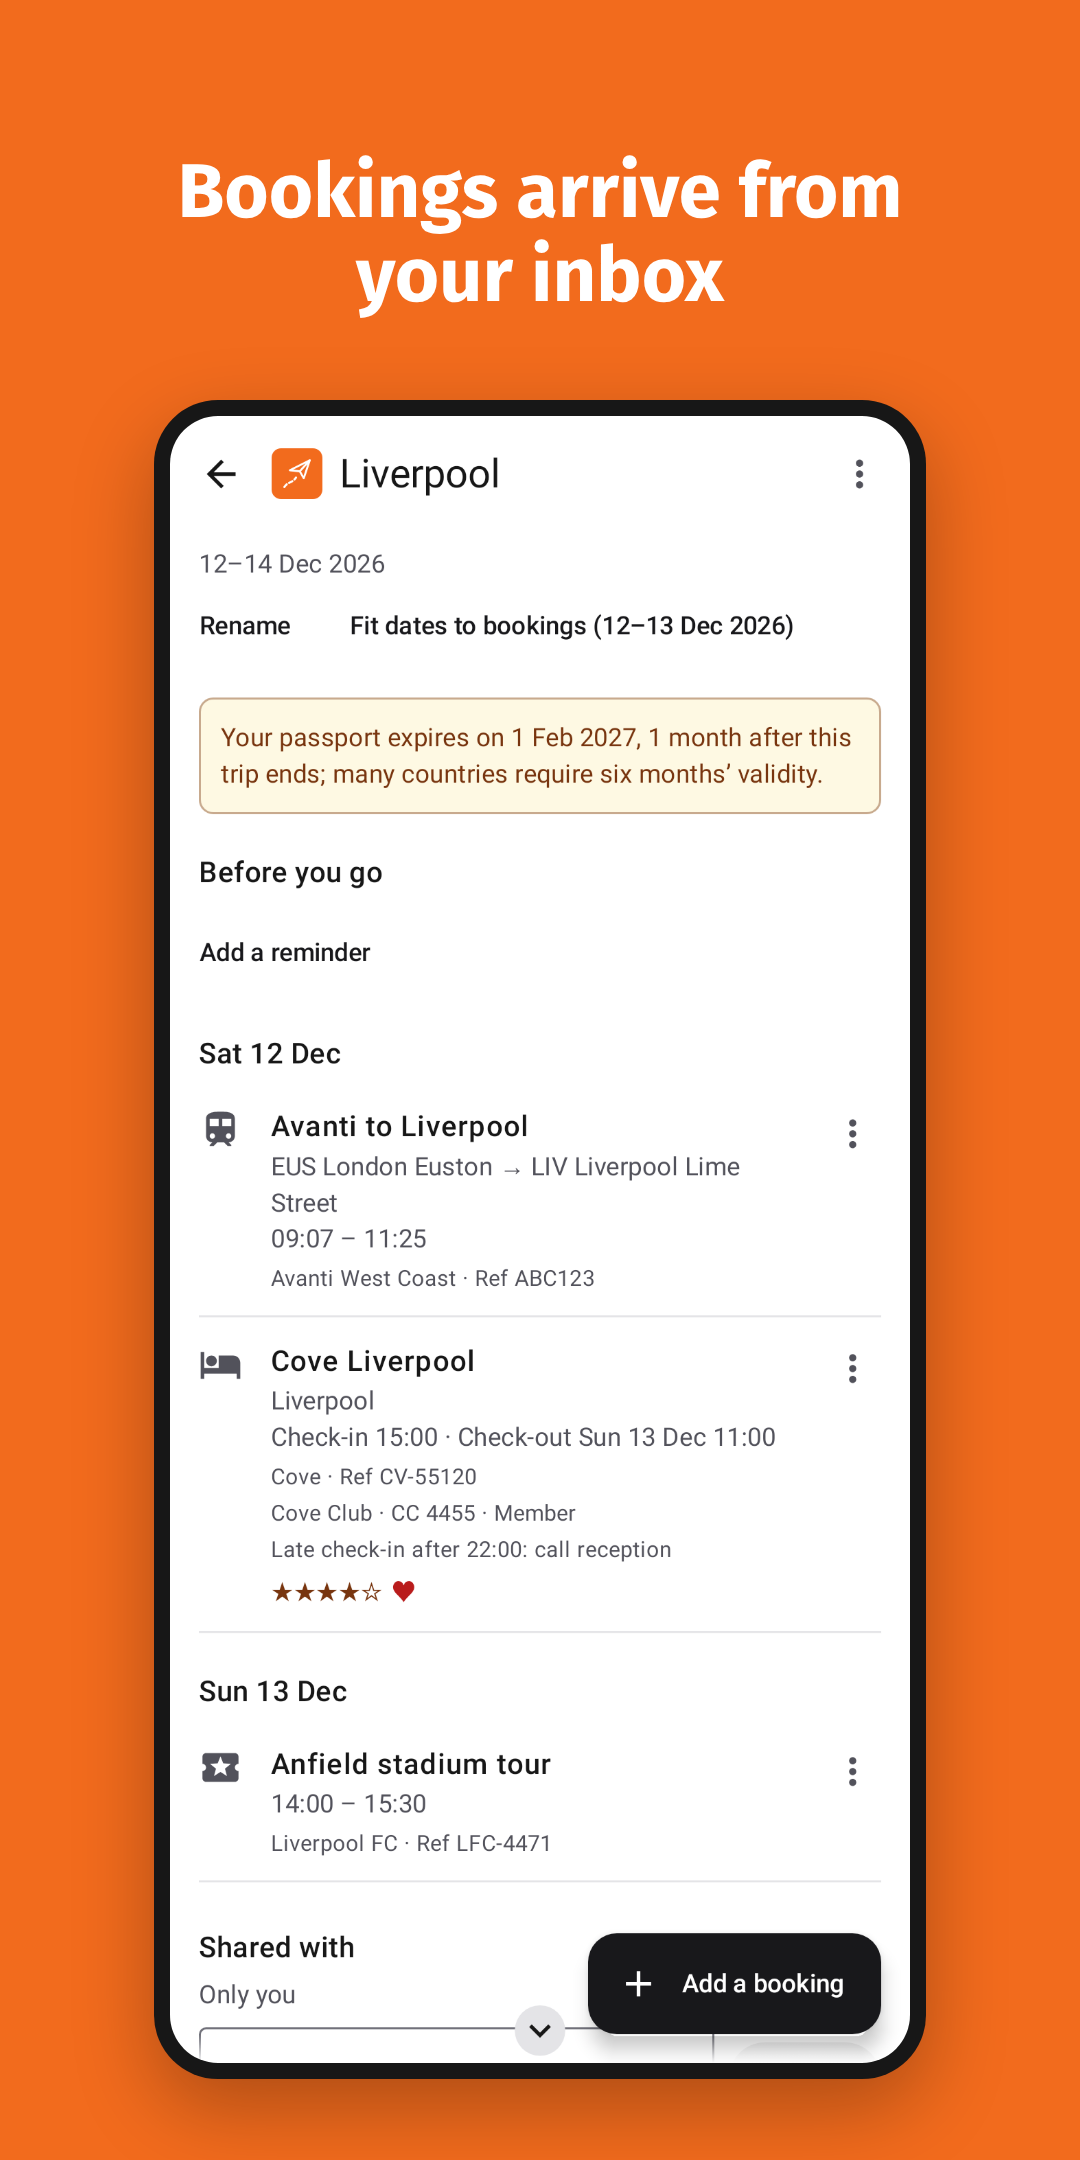 Bookings arrive from
your inbox
Liverpool
12–14 Dec 2026
Rename
Fit dates to bookings (12–13 Dec 2026)
Your passport expires on 1 Feb 2027, 1 month after this
trip ends; many countries require six months’ validity.
Before you go
Add a reminder
Sat 12 Dec
Avanti to Liverpool
EUS London Euston → LIV Liverpool Lime
Street
09:07 – 11:25
Avanti West Coast · Ref ABC123
Cove Liverpool
Liverpool
Check-in 15:00 · Check-out Sun 13 Dec 11:00
Cove · Ref CV-55120
Cove Club · CC 4455 · Member
Late check-in after 22:00: call reception
★★★★☆ ♥
Sun 13 Dec
Anfield stadium tour
14:00 – 15:30
Liverpool FC · Ref LFC-4471
Shared with
Only you
Add a booking